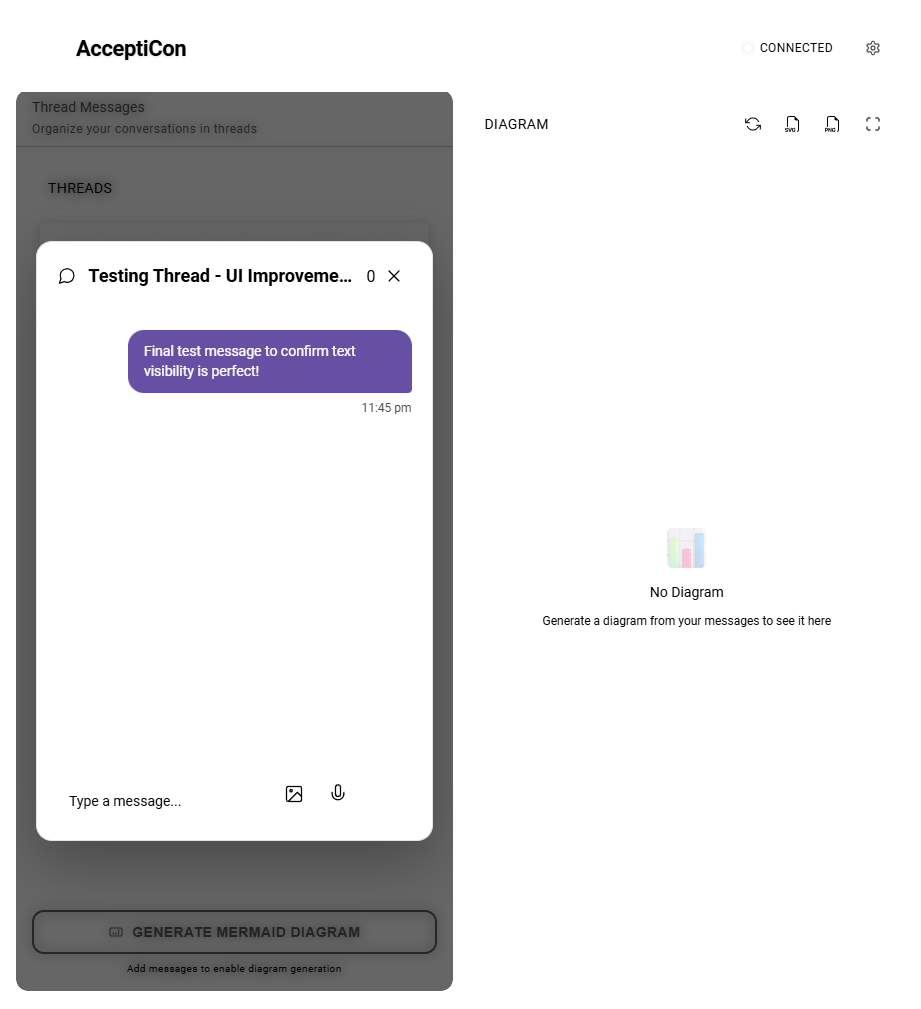 AcceptiCon
CONNECTED
Thread Messages
Organize your conversations in threads
THREADS
Testing Thread - UI Improveme... 0
Final test message to confirm text
visibility is perfect!
11:45 pm
Type a message...
GENERATE MERMAID DIAGRAM
Add messages to enable diagram generation
DIAGRAM
SVG
PNG
No Diagram
Generate a diagram from your messages to see it here